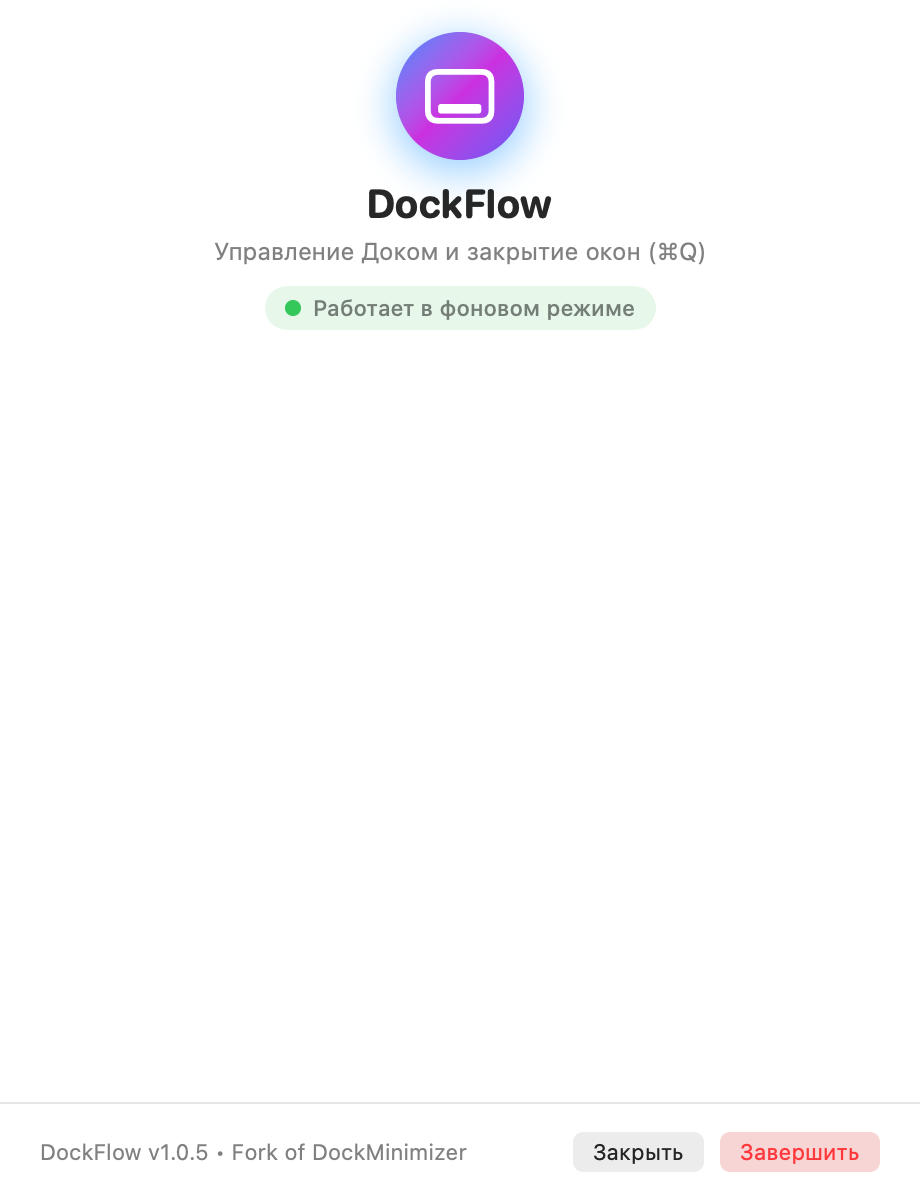 DockFlow
Управление Доком и закрытие окон (⌘Q)
Работает в фоновом режиме
DockFlow v1.0.5 • Fork of DockMinimizer
Закрыть
Завершить